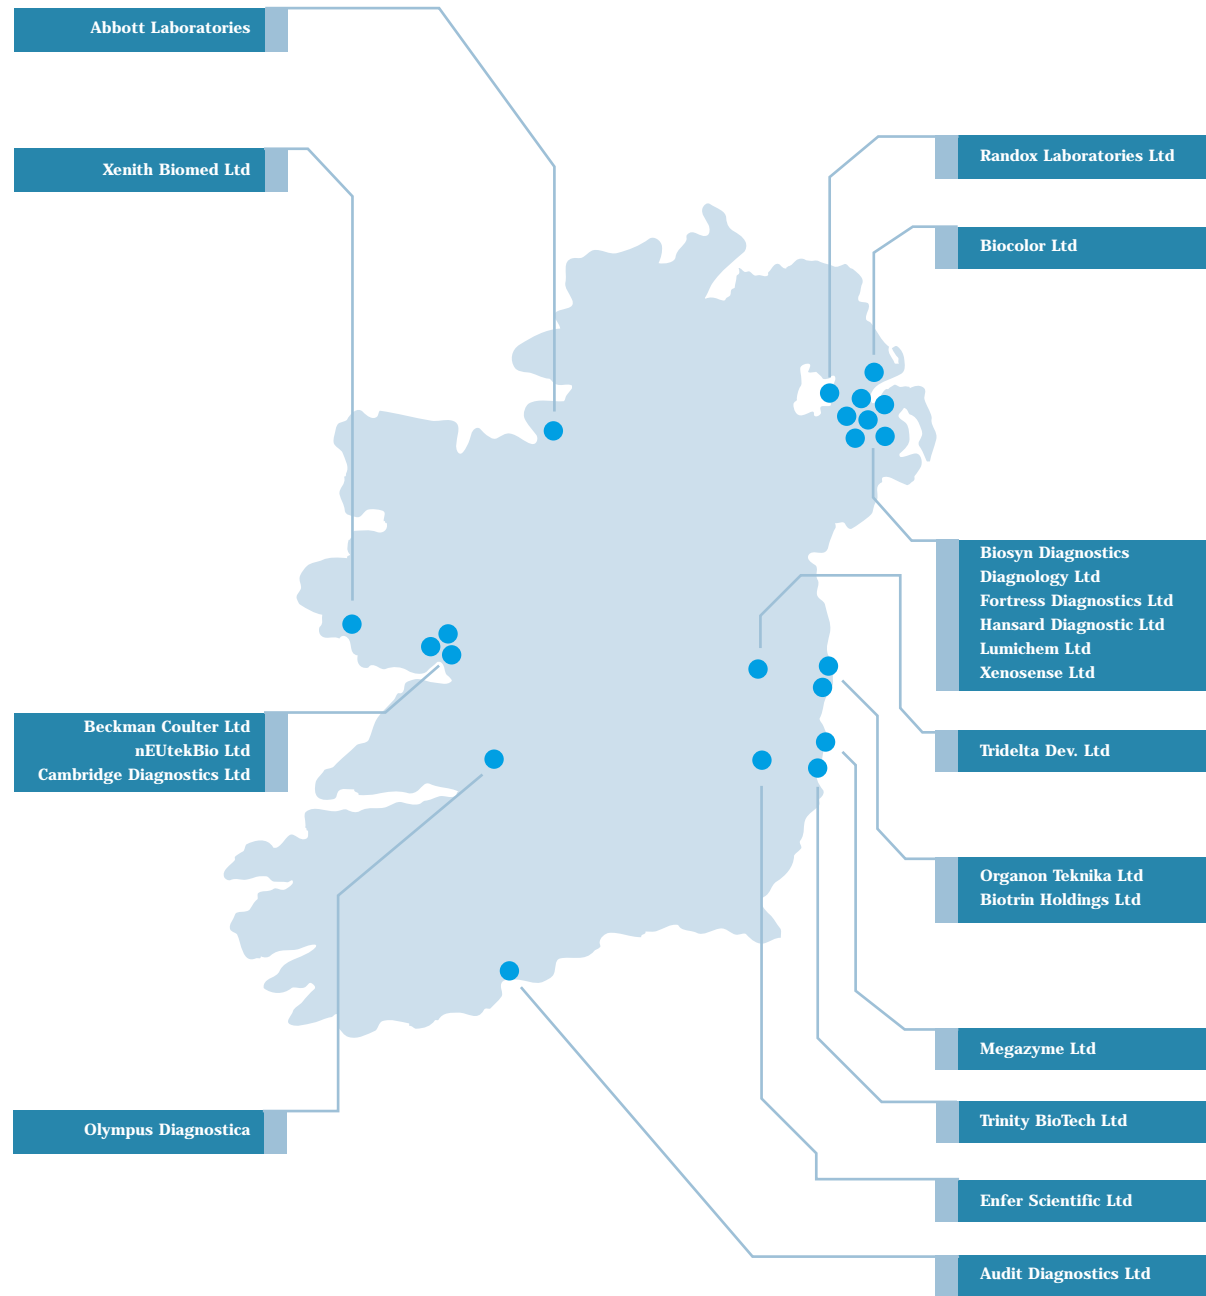 Abbott Laboratories
Xenith Biomed Ltd
Beckman Coulter Ltd
nEUtekBio Ltd
Cambridge Diagnostics Ltd
Olympus Diagnostica
Randox Laboratories Ltd
Biocolor Ltd
Biosyn Diagnostics
Diagnology Ltd
Fortress Diagnostics Ltd
Hansard Diagnostic Ltd
Lumichem Ltd
Xenosense Ltd
Tridelta Dev. Ltd
Organon Teknika Ltd
Biotrin Holdings Ltd
Megazyme Ltd
Trinity BioTech Ltd
Enfer Scientific Ltd
Audit Diagnostics Ltd